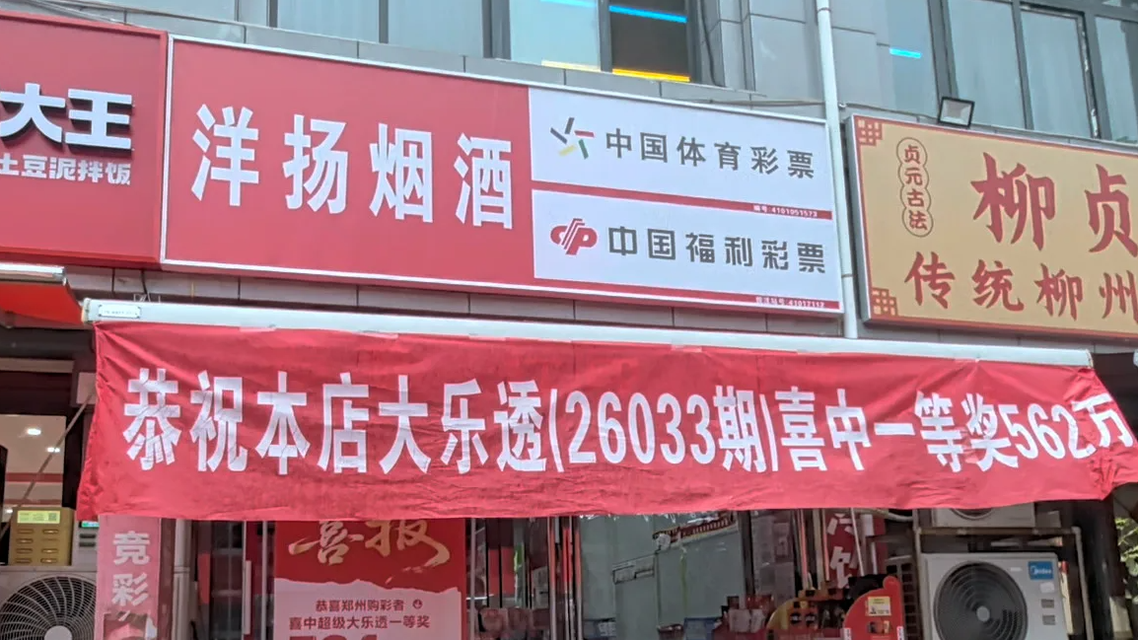 大王
土豆泥拌饭
洋扬烟酒
中国体育彩票
编号:4101051573
中国福利彩票
贞元古法
柳贞
传统柳州
恭祝本店大乐透(26033期)喜中一等奖562万
喜报
恭喜郑州购彩者
喜中超级大乐透一等奖
竞彩
Midea